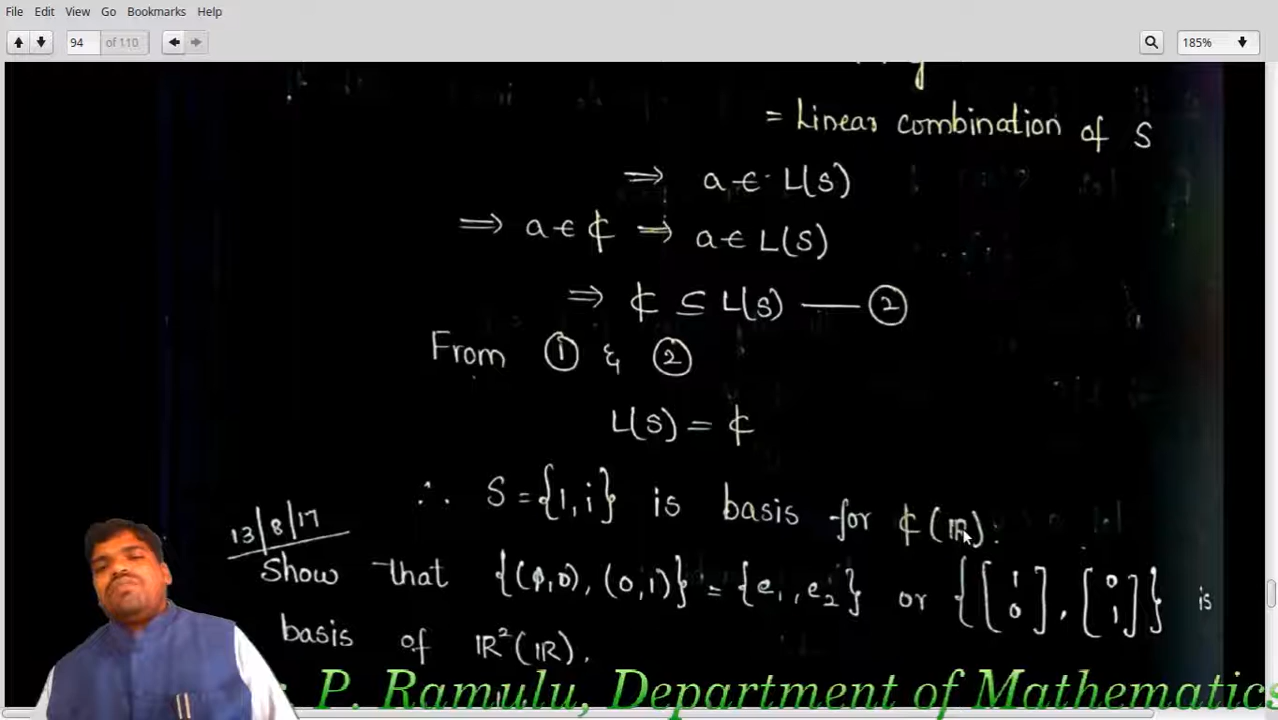 File Edit View Go Bookmarks Help
94 of 110 185%
= Linear combination of S
⇒ a ∈ L(S)
⇒ a ∈ ₵ ⇒ a ∈ L(S)
⇒ ₵ ⊆ L(S) — ②
From ① & ②
L(S) = ₵
∴ S = {1, i} is basis for ₵(ℝ).
13/8/17
Show that {(1,0), (0,1)} = {e₁, e₂} or {[1 0], [0 1]} is
basis of ℝ²(ℝ).
: P. Ramulu, Department of Mathematics